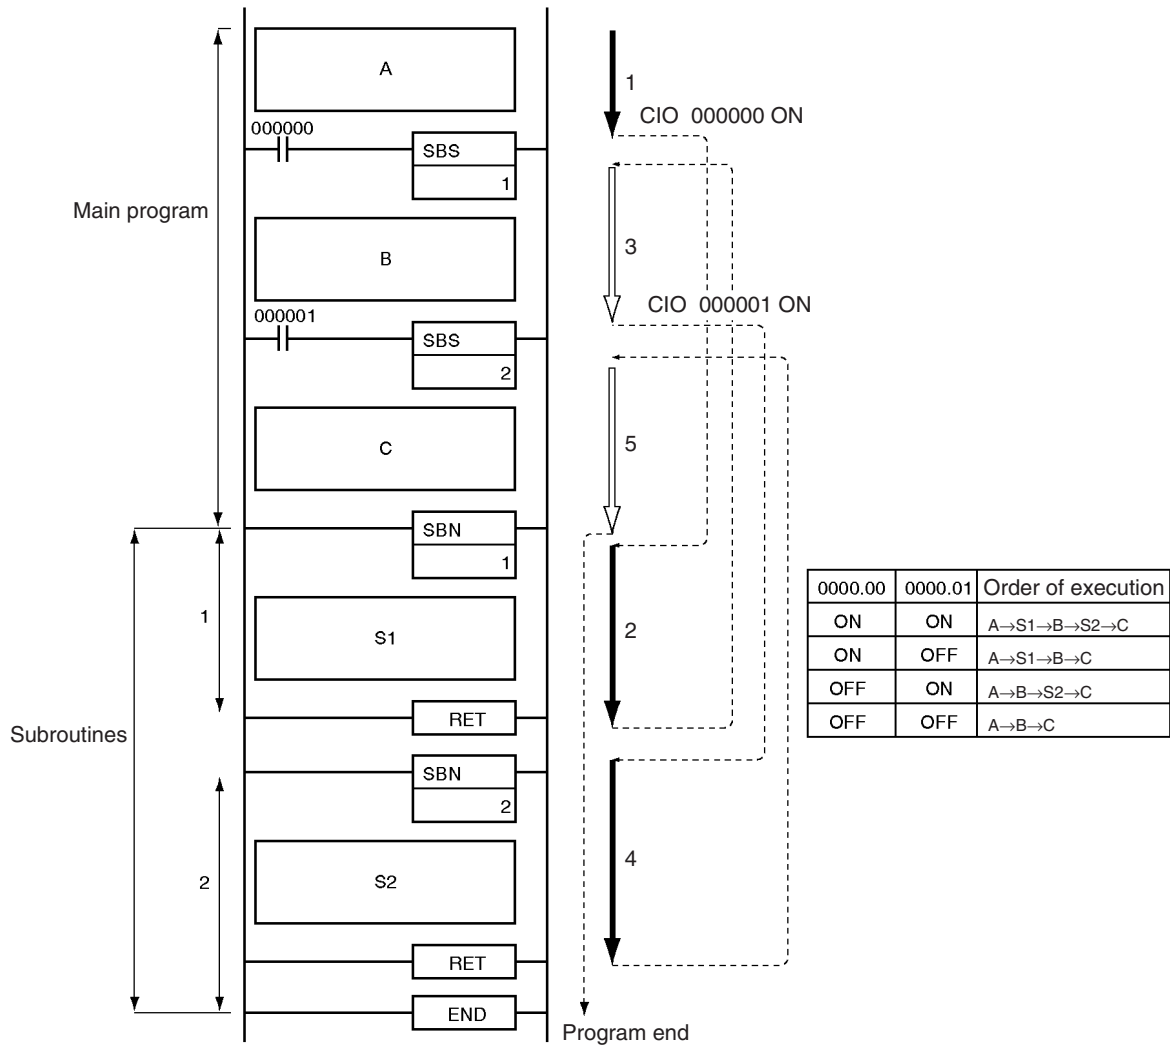 A
1
CIO 000000 ON
000000
SBS
1
Main program
3
B
CIO 000001 ON
000001
SBS
2
5
C
SBN
1
1
S1
2
Subroutines
RET
SBN
2
4
2
S2
RET
END
Program end
0000.00 0000.01 Order of execution
ON ON A→S1→B→S2→C
ON OFF A→S1→B→C
OFF ON A→B→S2→C
OFF OFF A→B→C